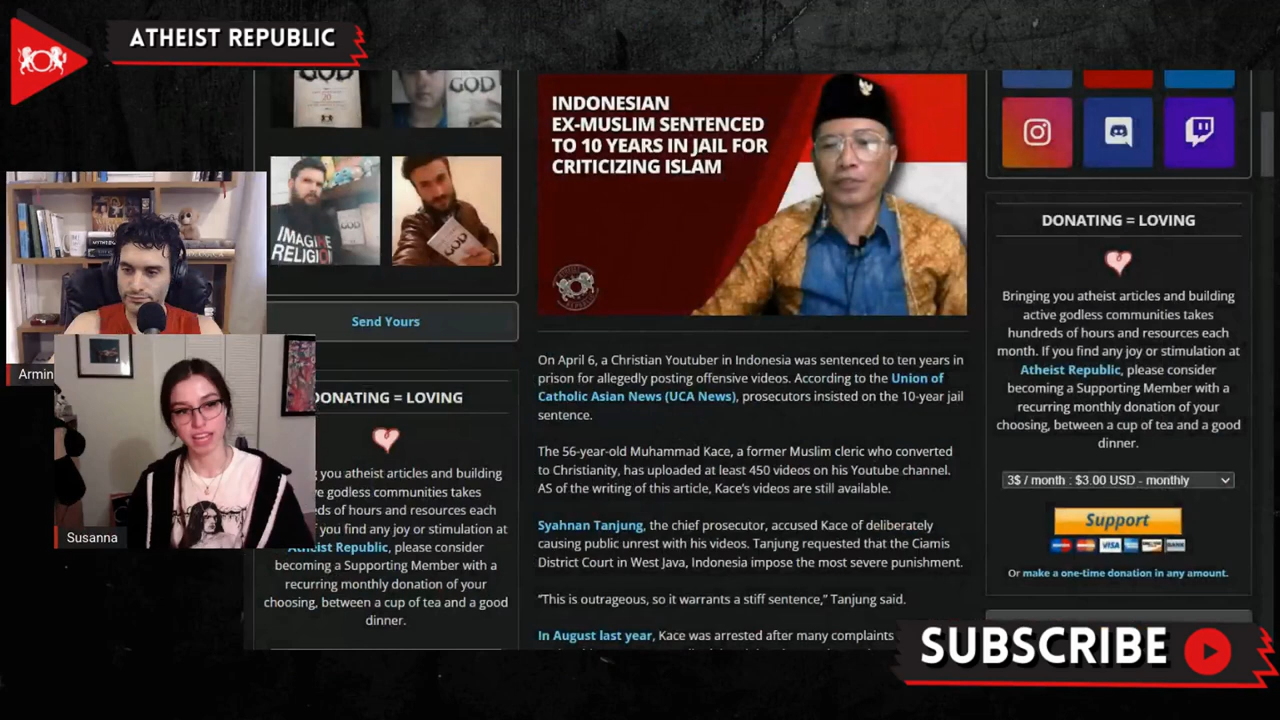 ATHEIST REPUBLIC
GOD
GOD
IMAGINE
RELIGION
GOD
Send Yours
DONATING = LOVING
you atheist articles and building
godless communities takes
of hours and resources each
you find any joy or stimulation at
Atheist Republic, please consider
becoming a Supporting Member with a
recurring monthly donation of your
choosing, between a cup of tea and a good
dinner.
Armin
Susanna
INDONESIAN
EX-MUSLIM SENTENCED
TO 10 YEARS IN JAIL FOR
CRITICIZING ISLAM
On April 6, a Christian Youtuber in Indonesia was sentenced to ten years in
prison for allegedly posting offensive videos. According to the Union of
Catholic Asian News (UCA News), prosecutors insisted on the 10-year jail
sentence.
The 56-year-old Muhammad Kace, a former Muslim cleric who converted
to Christianity, has uploaded at least 450 videos on his Youtube channel.
AS of the writing of this article, Kace's videos are still available.
Syahnan Tanjung, the chief prosecutor, accused Kace of deliberately
causing public unrest with his videos. Tanjung requested that the Ciamis
District Court in West Java, Indonesia impose the most severe punishment.
"This is outrageous, so it warrants a stiff sentence," Tanjung said.
In August last year, Kace was arrested after many complaints
DONATING = LOVING
Bringing you atheist articles and building
active godless communities takes
hundreds of hours and resources each
month. If you find any joy or stimulation at
Atheist Republic, please consider
becoming a Supporting Member with a
recurring monthly donation of your
choosing, between a cup of tea and a good
dinner.
3$ / month : $3.00 USD - monthly
Support
VISA
BANK
Or make a one-time donation in any amount.
SUBSCRIBE